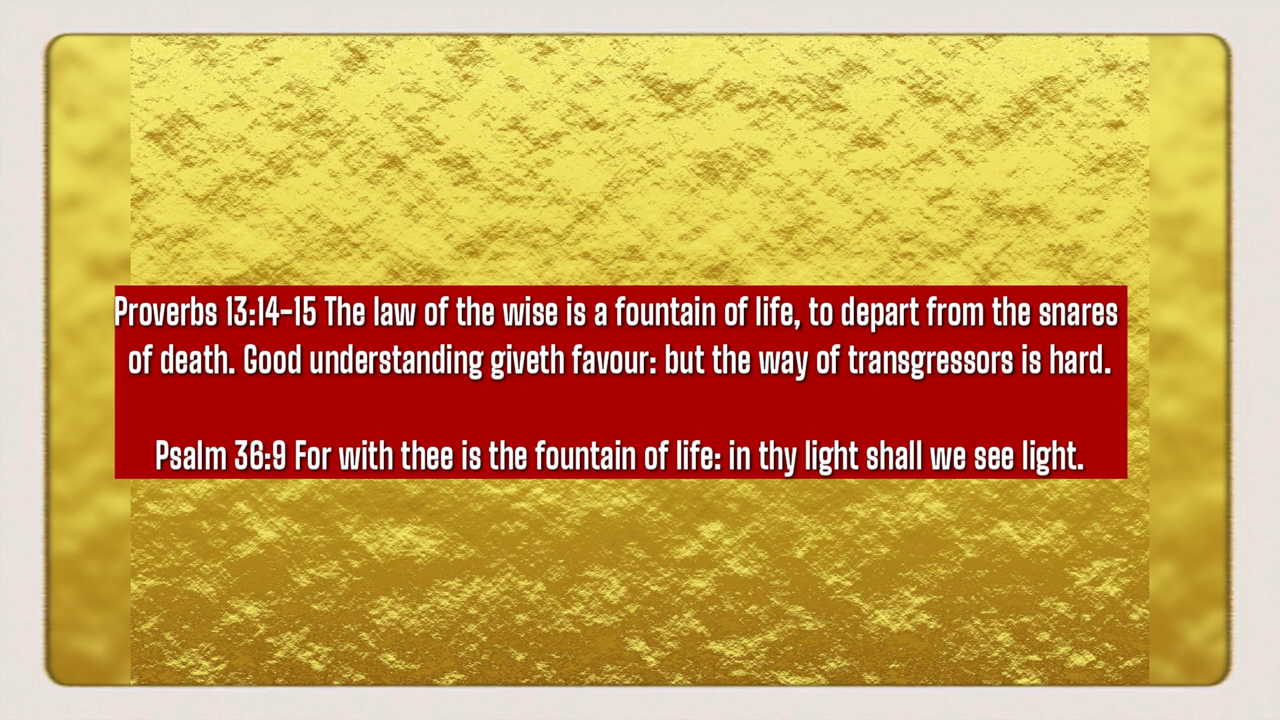 Proverbs 13:14-15 The law of the wise is a fountain of life, to depart from the snares
of death. Good understanding giveth favour: but the way of transgressors is hard.
Psalm 36:9 For with thee is the fountain of life: in thy light shall we see light.